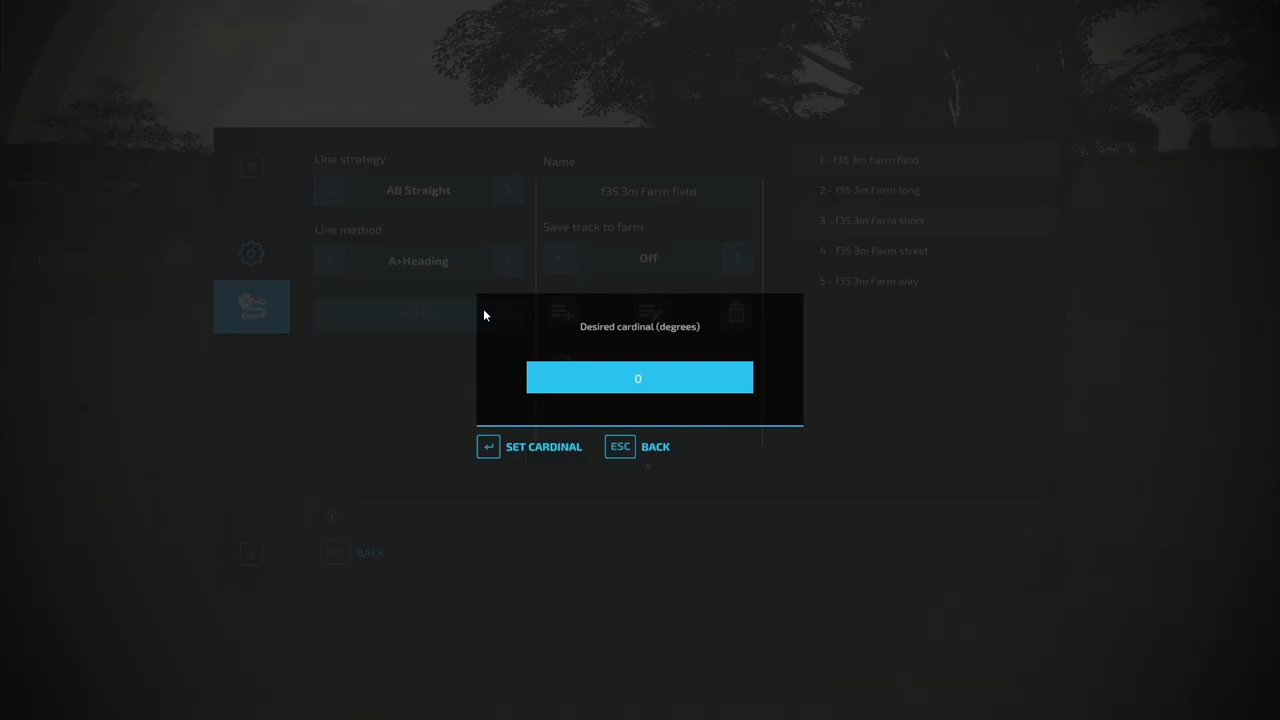 Line strategy
AB Straight
Line method
A+Heading
Name
f35 3m Farm field
Save track to farm
Off
1 - f35 3m Farm field
2 - f35 3m Farm long
3 - f35 3m Farm short
4 - f35 3m Farm street
5 - f35 3m Farm way
Desired cardinal (degrees)
0
SET CARDINAL
ESC BACK
BACK